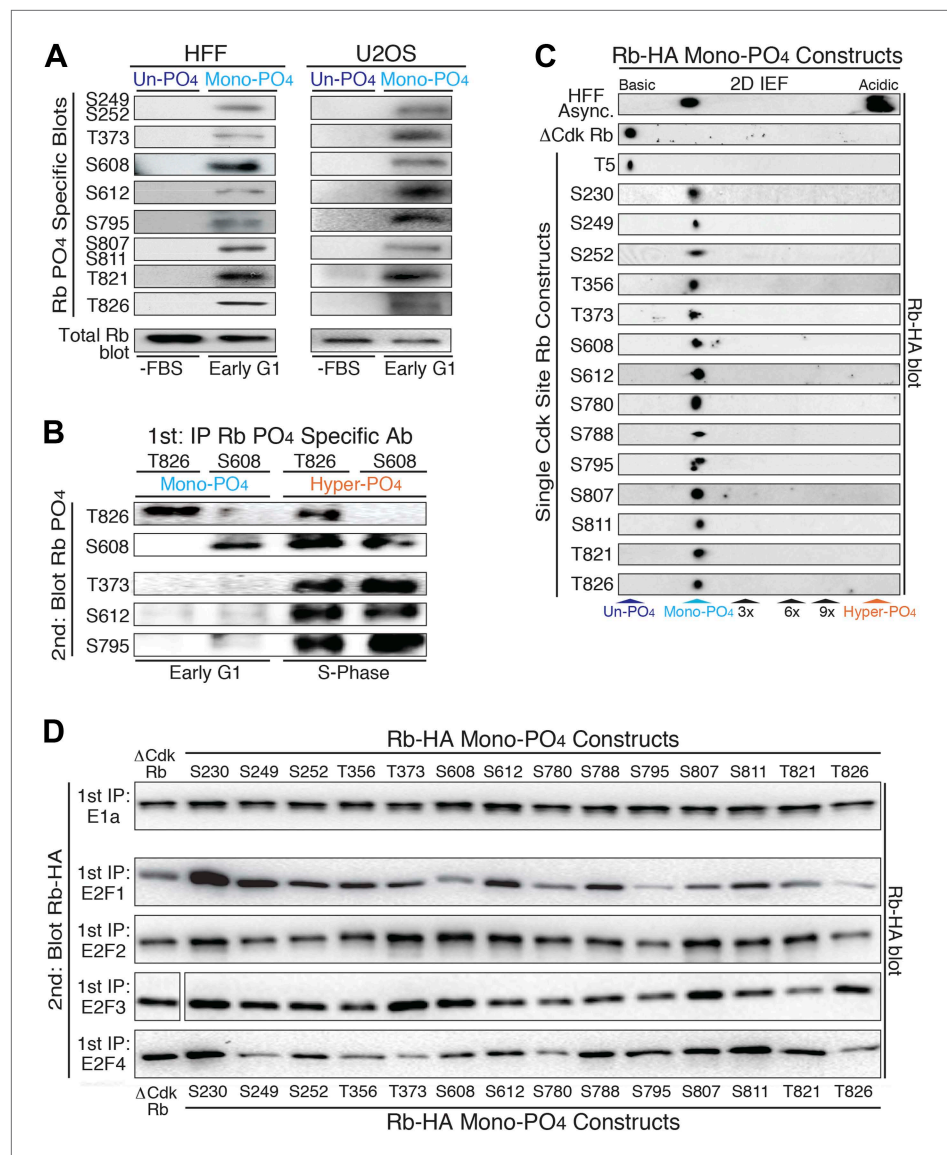 A
HFF
U2OS
Un-PO4 Mono-PO4 Un-PO4 Mono-PO4
Rb PO4 Specific Blots
S249
S252
T373
S608
S612
S795
S807
S811
T821
T826
Total Rb
blot
-FBS Early G1 -FBS Early G1
B
1st: IP Rb PO4 Specific Ab
T826 S608 T826 S608
Mono-PO4 Hyper-PO4
2nd: Blot Rb PO4
T826
S608
T373
S612
S795
Early G1 S-Phase
C
Rb-HA Mono-PO4 Constructs
Basic 2D IEF Acidic
HFF
Async.
ΔCdk Rb
Single Cdk Site Rb Constructs
T5
S230
S249
S252
T356
T373
S608
S612
S780
S788
S795
S807
S811
T821
T826
Rb-HA blot
Un-PO4 Mono-PO4 3x 6x 9x Hyper-PO4
D
Rb-HA Mono-PO4 Constructs
ΔCdk
Rb
S230 S249 S252 T356 T373 S608 S612 S780 S788 S795 S807 S811 T821 T826
2nd: Blot Rb-HA
1st IP:
E1a
1st IP:
E2F1
1st IP:
E2F2
1st IP:
E2F3
1st IP:
E2F4
Rb-HA blot
ΔCdk
Rb
S230 S249 S252 T356 T373 S608 S612 S780 S788 S795 S807 S811 T821 T826
Rb-HA Mono-PO4 Constructs